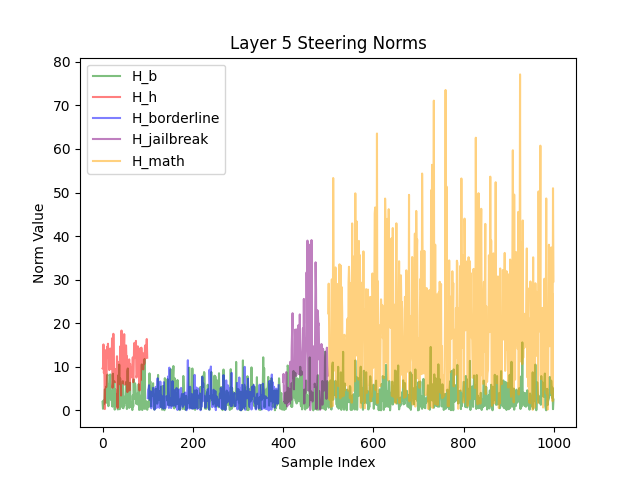 Layer 5 Steering Norms
80
70
60
50
40
30
20
10
0
Norm Value
H_b
H_h
H_borderline
H_jailbreak
H_math
0 200 400 600 800 1000
Sample Index